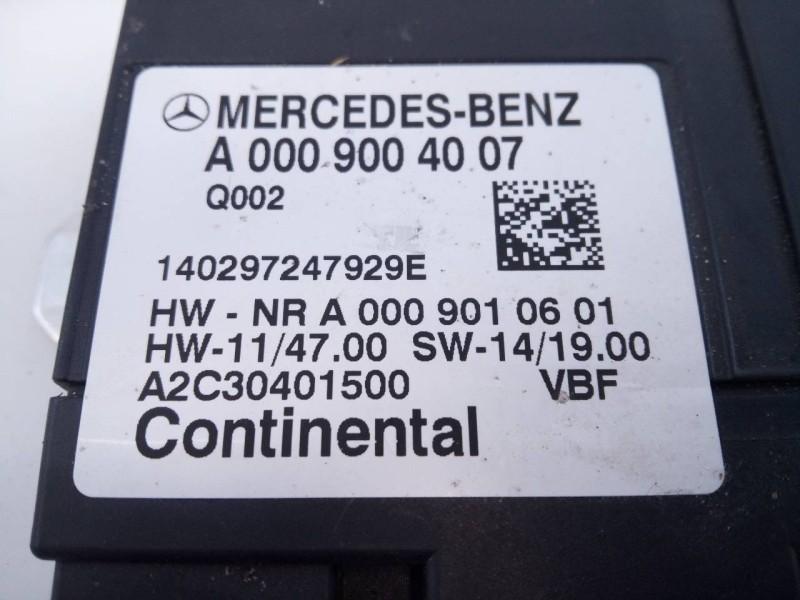 MERCEDES-BENZ
A 000 900 40 07
Q002
140297247929E
HW - NR A 000 901 06 01
HW-11/47.00 SW-14/19.00
A2C30401500 VBF
Continental